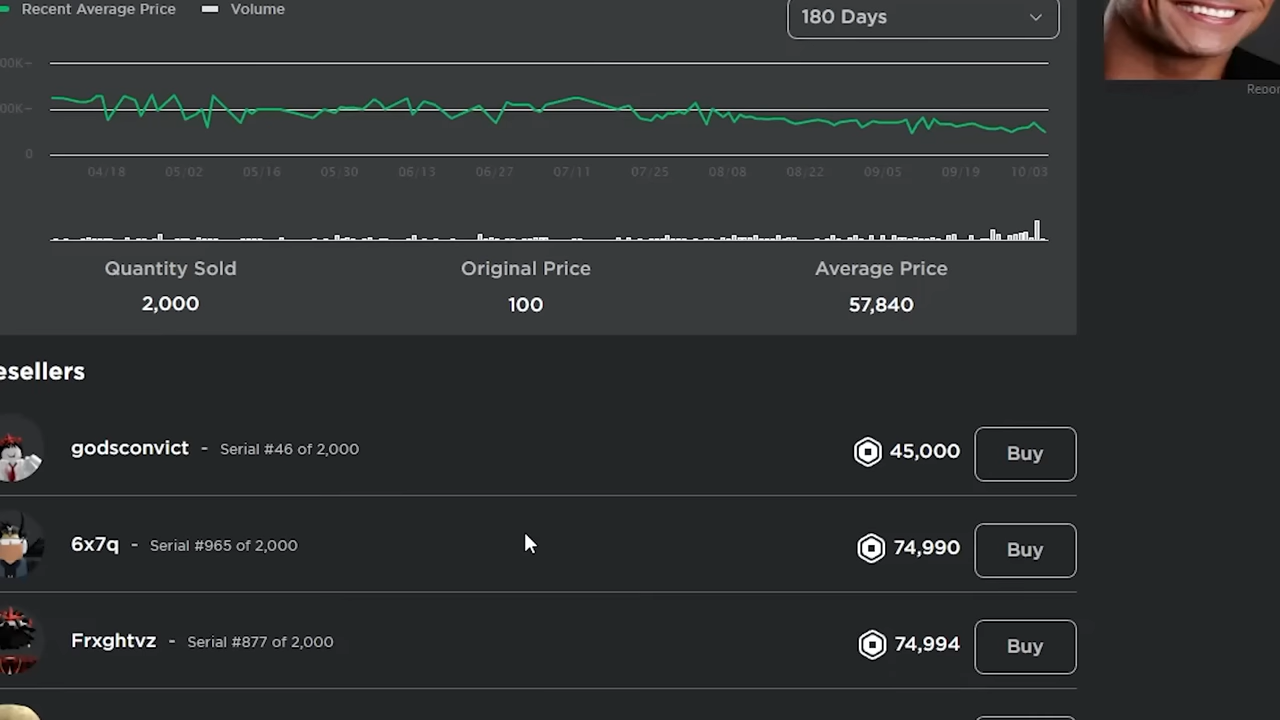 Recent Average Price Volume 180 Days
00K
00K
0
04/18 05/02 05/16 05/30 06/13 06/27 07/11 07/25 08/08 08/22 09/05 09/19 10/03
Repor
Quantity Sold Original Price Average Price
2,000 100 57,840
esellers
godsconvict - Serial #46 of 2,000 45,000 Buy
6x7q - Serial #965 of 2,000 74,990 Buy
Frxghtvz - Serial #877 of 2,000 74,994 Buy